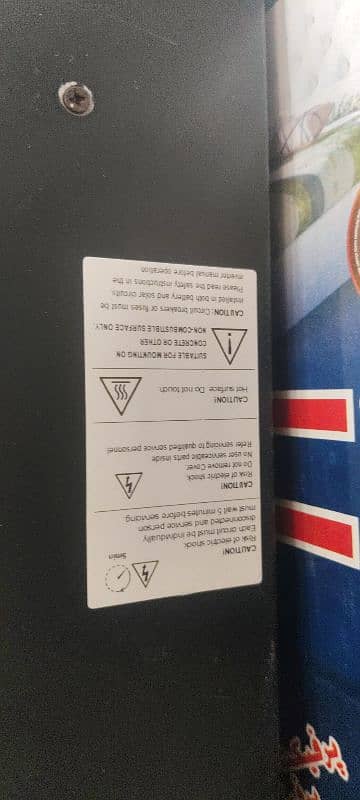 5min
CAUTION!
Risk of electric shock
Each circuit must be individually
disconnected and service person
must wait 5 minutes before servicing
CAUTION!
Risk of electric shock.
Do not remove Cover.
No user serviceable parts inside
Refer servicing to qualified service personnel
CAUTION!
Hot surface. Do not touch.
SUITABLE FOR MOUNTING ON
CONCRETE OR OTHER
NON-COMBUSTIBLE SURFACE ONLY.
CAUTION: Circuit breakers or fuses must be
installed in both battery and solar circuits.
Please read the safety instructions in the
invertor manual before operation